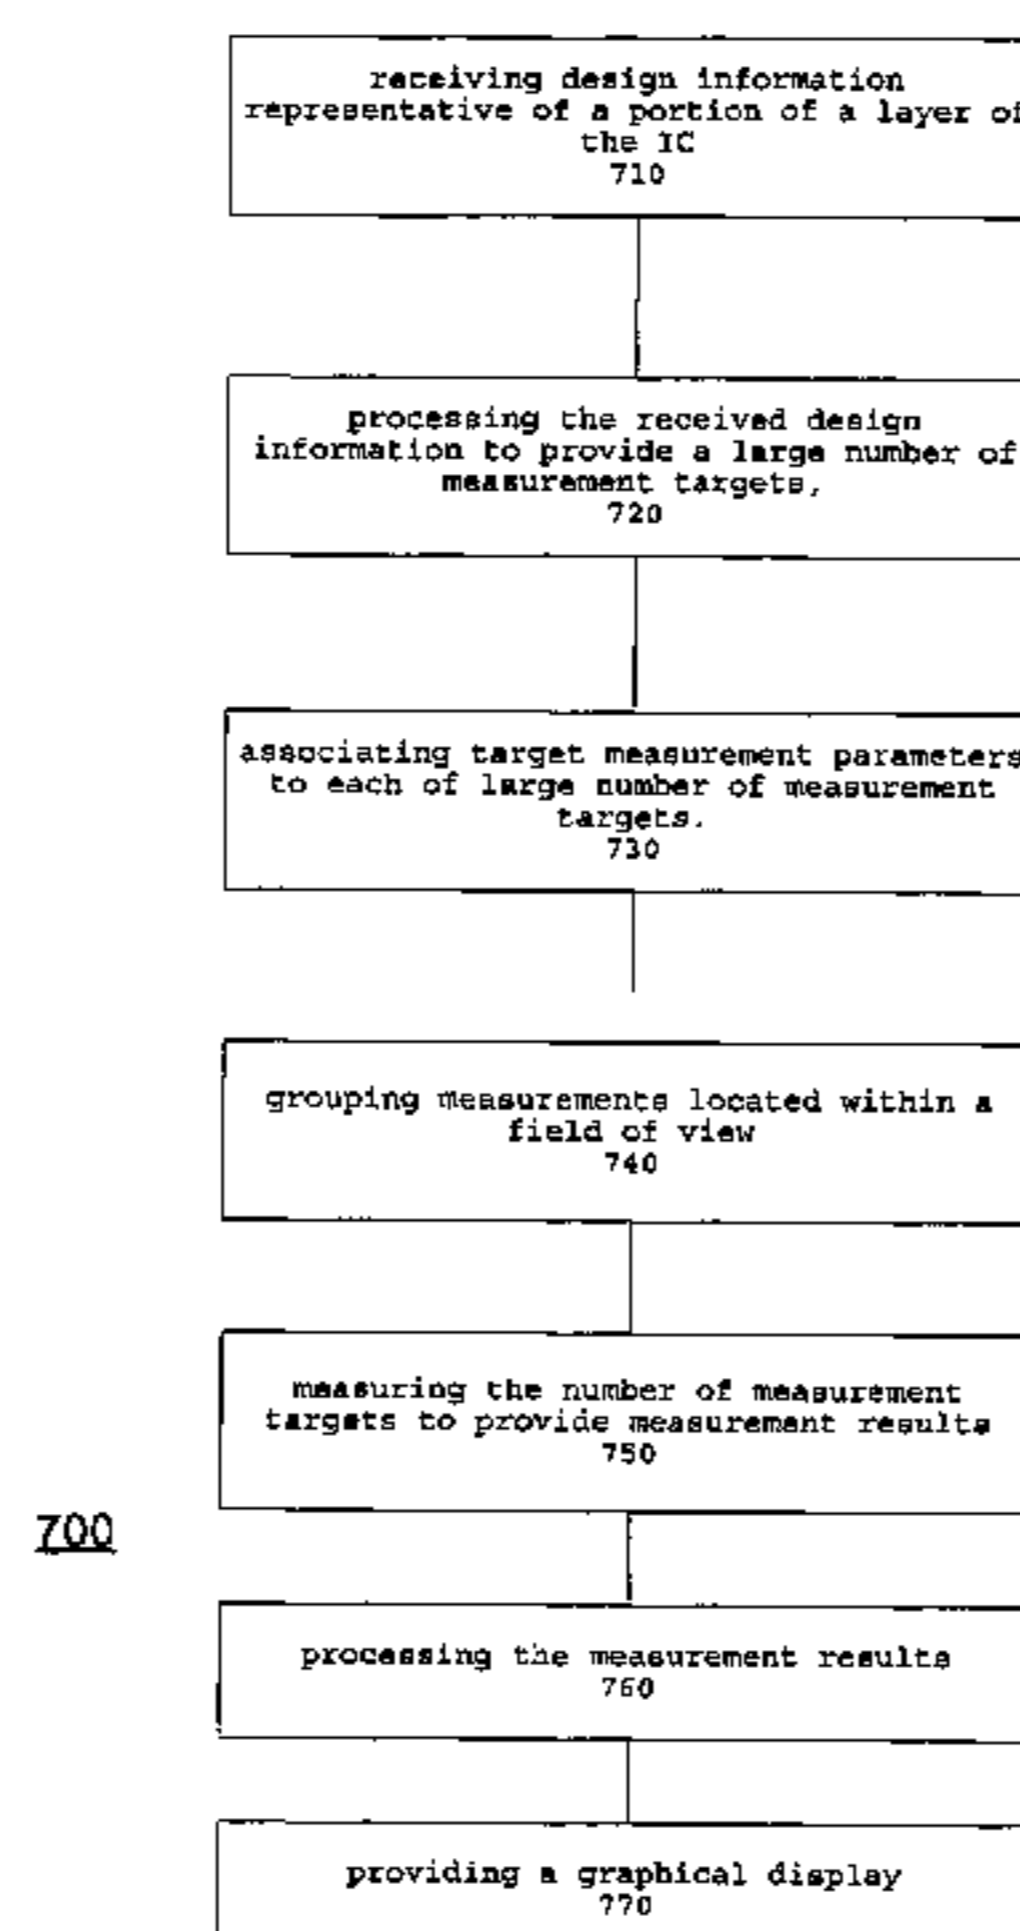 receiving design information
representative of a portion of a layer of
the IC
710
processing the received design
information to provide a large number of
measurement targets,
720
associating target measurement parameters
to each of large number of measurement
targets.
730
grouping measurements located within a
field of view
740
measuring the number of measurement
targets to provide measurement results
750
700
processing the measurement results
760
providing a graphical display
770